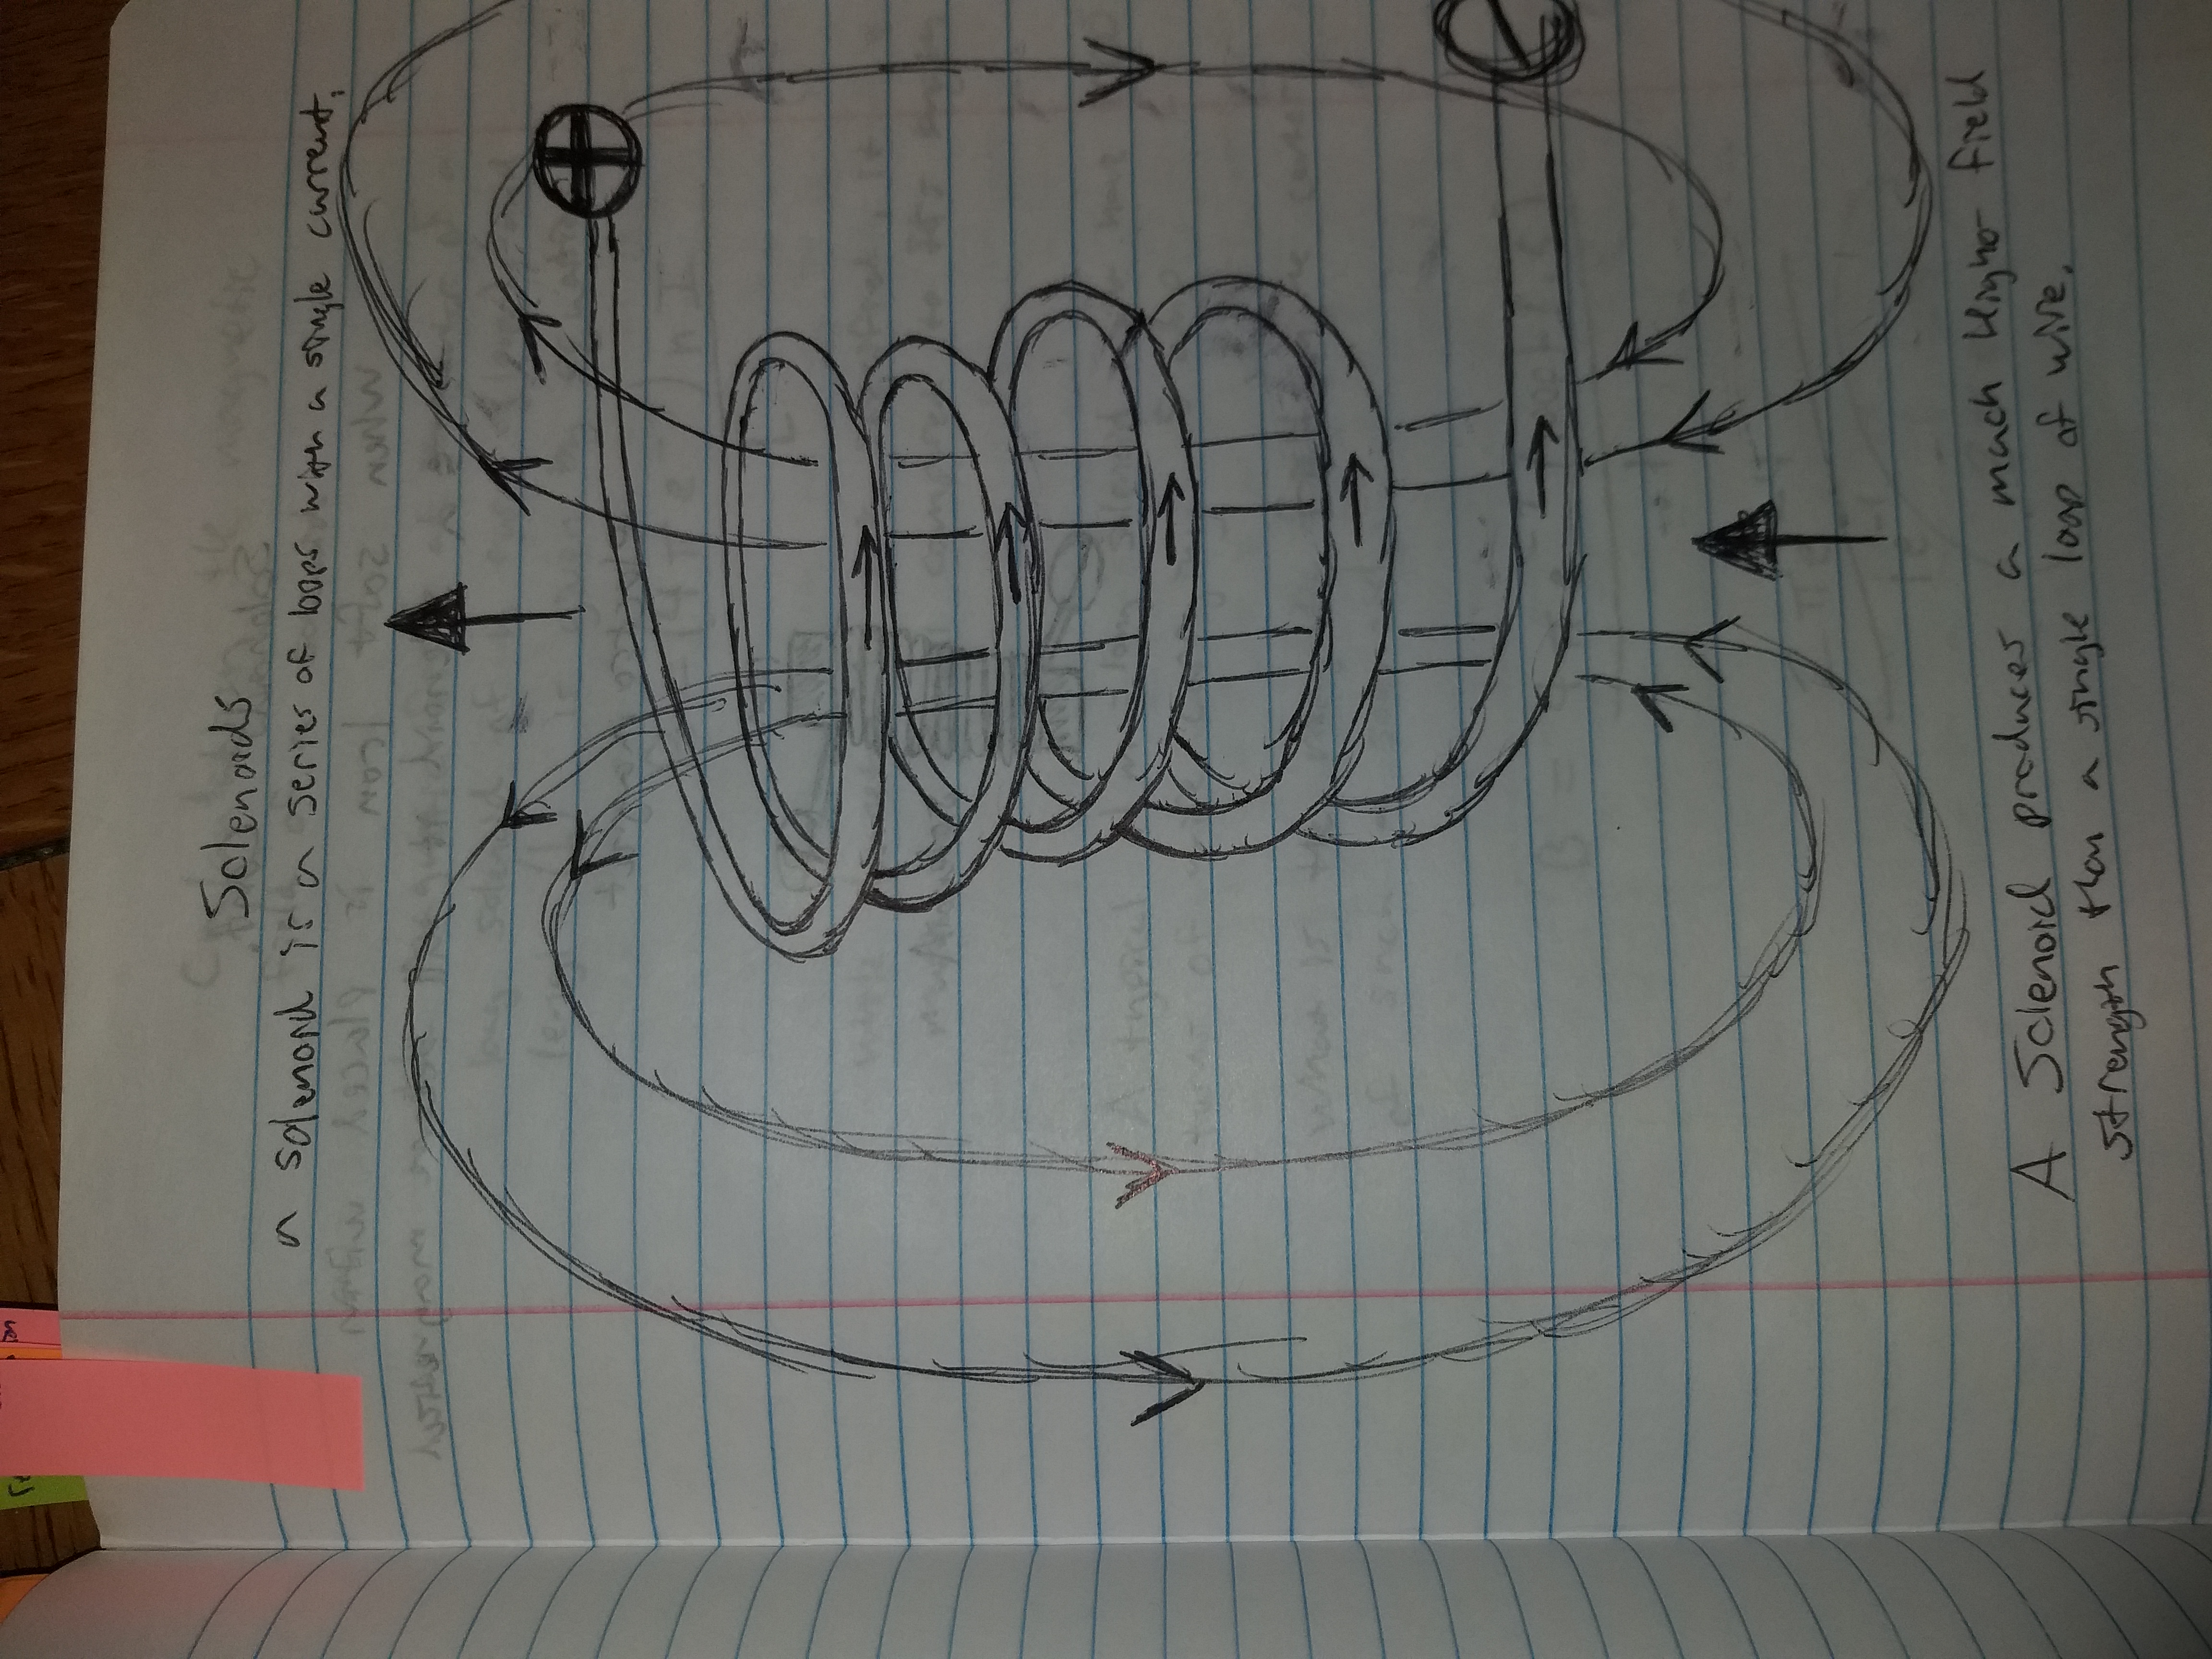 Solenoids
a solenoid is a series of loops with a single current.
A Solenoid produces a much Higher field
strength than a single loop of wire.